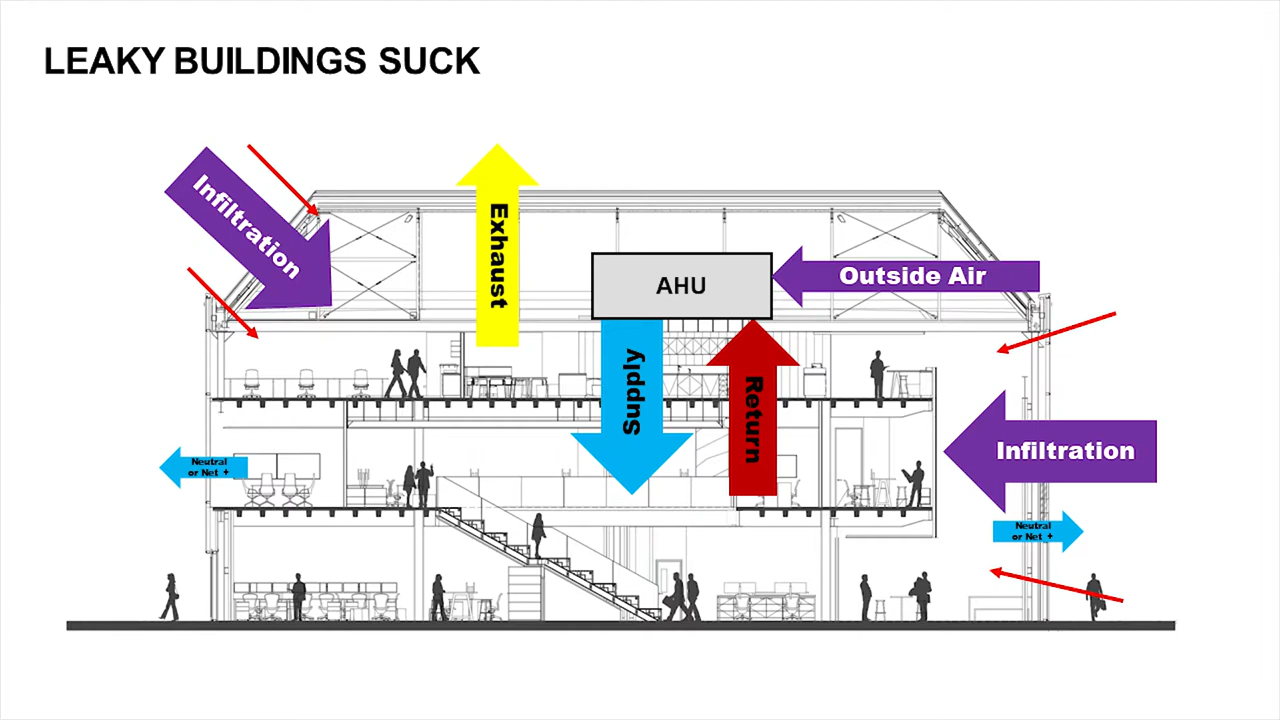 LEAKY BUILDINGS SUCK
Infiltration
Exhaust
AHU
Outside Air
Supply
Return
Infiltration
Neutral
or Net +
Neutral
or Net +